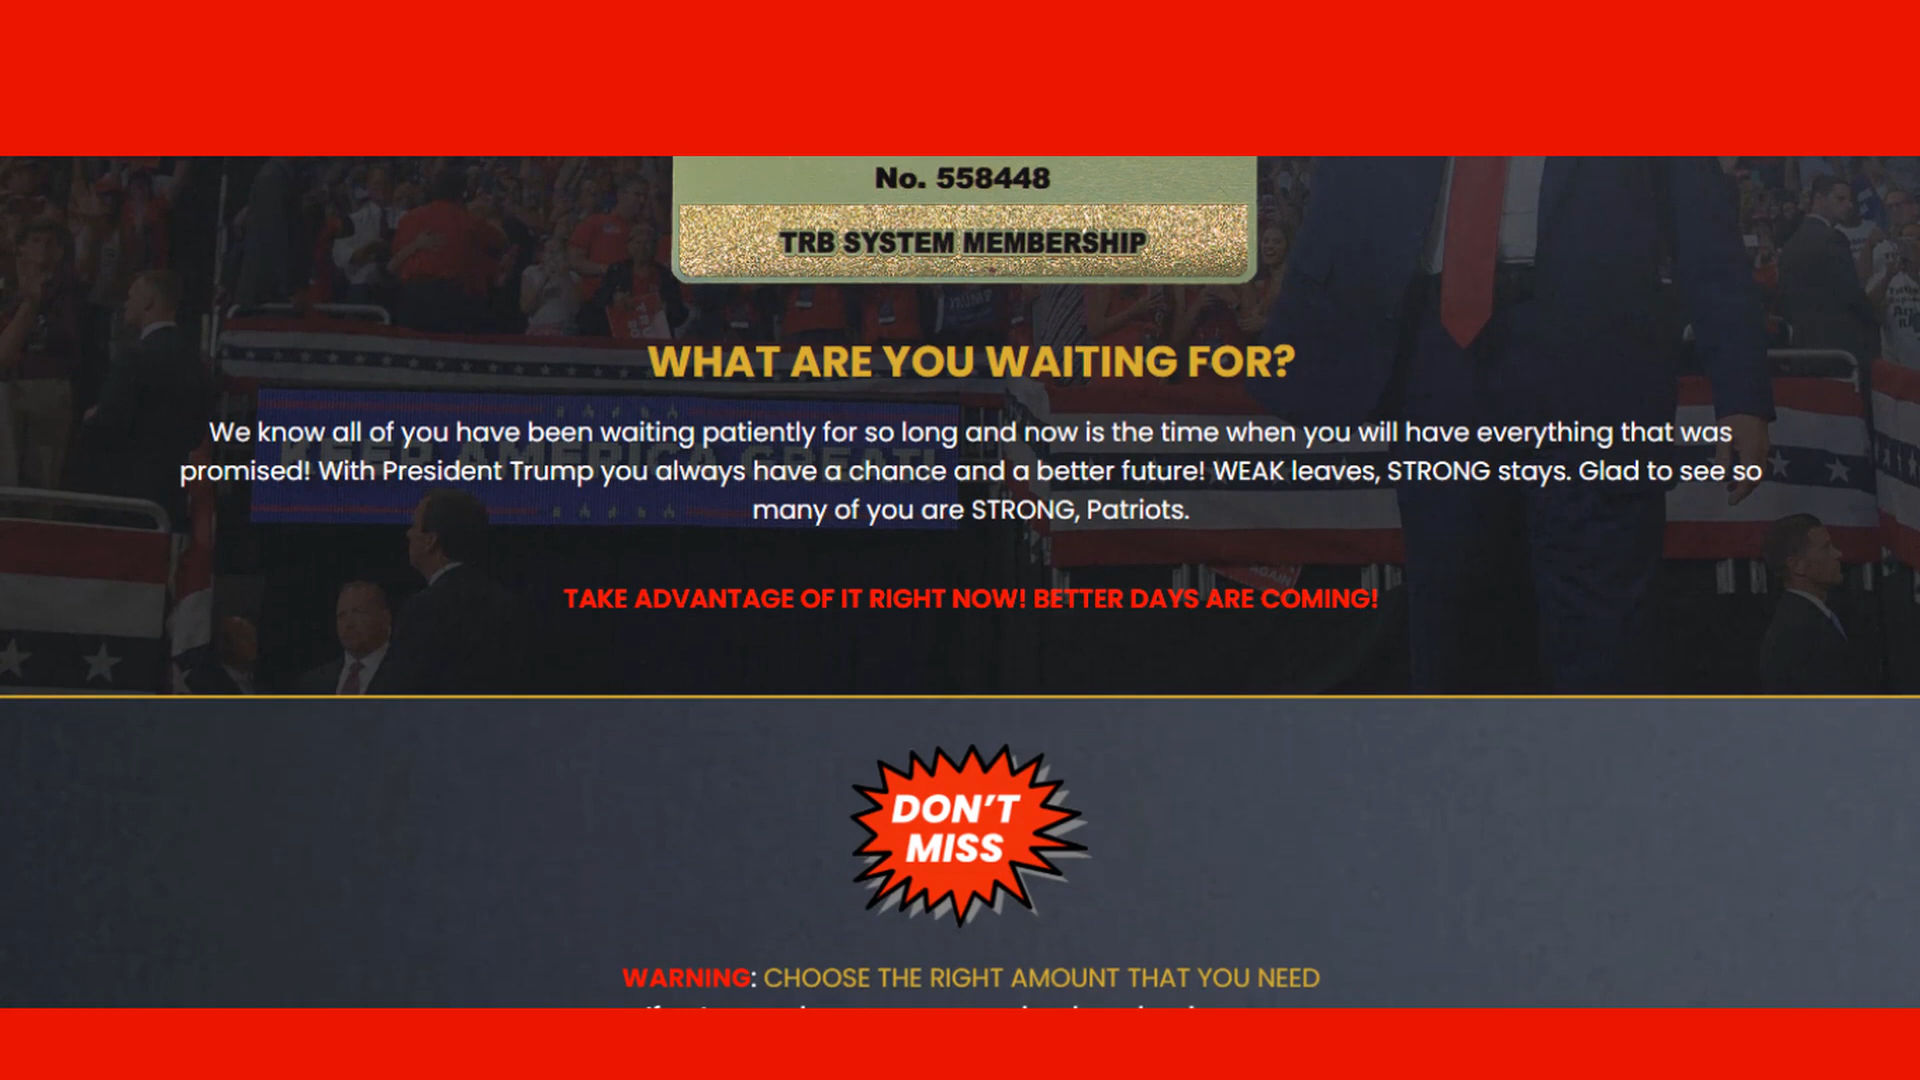 No. 558448
TRB SYSTEM MEMBERSHIP
WHAT ARE YOU WAITING FOR?
We know all of you have been waiting patiently for so long and now is the time when you will have everything that was
promised! With President Trump you always have a chance and a better future! WEAK leaves, STRONG stays. Glad to see so
many of you are STRONG, Patriots.
KEEP AMERICA GREAT!
TAKE ADVANTAGE OF IT RIGHT NOW! BETTER DAYS ARE COMING!
DON'T
MISS
WARNING: CHOOSE THE RIGHT AMOUNT THAT YOU NEED